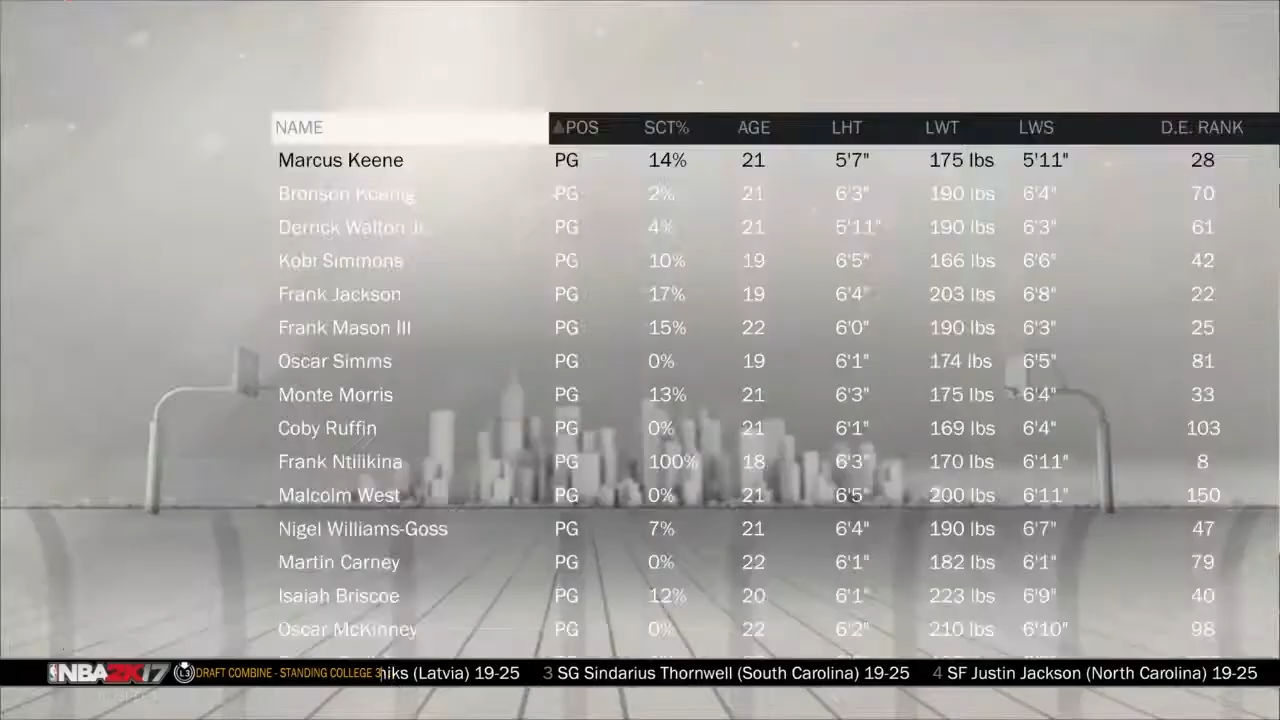 NAME ▲POS SCT% AGE LHT LWT LWS D.E. RANK
Marcus Keene PG 14% 21 5'7" 175 lbs 5'11" 28
Bronson Koenig PG 2% 21 6'3" 190 lbs 6'4" 70
Derrick Walton Jr. PG 4% 21 5'11" 190 lbs 6'3" 61
Kobi Simmons PG 10% 19 6'5" 166 lbs 6'6" 42
Frank Jackson PG 17% 19 6'4" 203 lbs 6'8" 22
Frank Mason III PG 15% 22 6'0" 190 lbs 6'3" 25
Oscar Simms PG 0% 19 6'1" 174 lbs 6'5" 81
Monte Morris PG 13% 21 6'3" 175 lbs 6'4" 33
Coby Ruffin PG 0% 21 6'1" 169 lbs 6'4" 103
Frank Ntilikina PG 100% 18 6'3" 170 lbs 6'11" 8
Malcolm West PG 0% 21 6'5" 200 lbs 6'11" 150
Nigel Williams-Goss PG 7% 21 6'4" 190 lbs 6'7" 47
Martin Carney PG 0% 22 6'1" 182 lbs 6'1" 79
Isaiah Briscoe PG 12% 20 6'1" 223 lbs 6'9" 40
Oscar McKinney PG 0% 22 6'2" 210 lbs 6'10" 98
NBA2K17 L3 DRAFT COMBINE - STANDING COLLEGE 3 hiks (Latvia) 19-25 3 SG Sindarius Thornwell (South Carolina) 19-25 4 SF Justin Jackson (North Carolina) 19-25